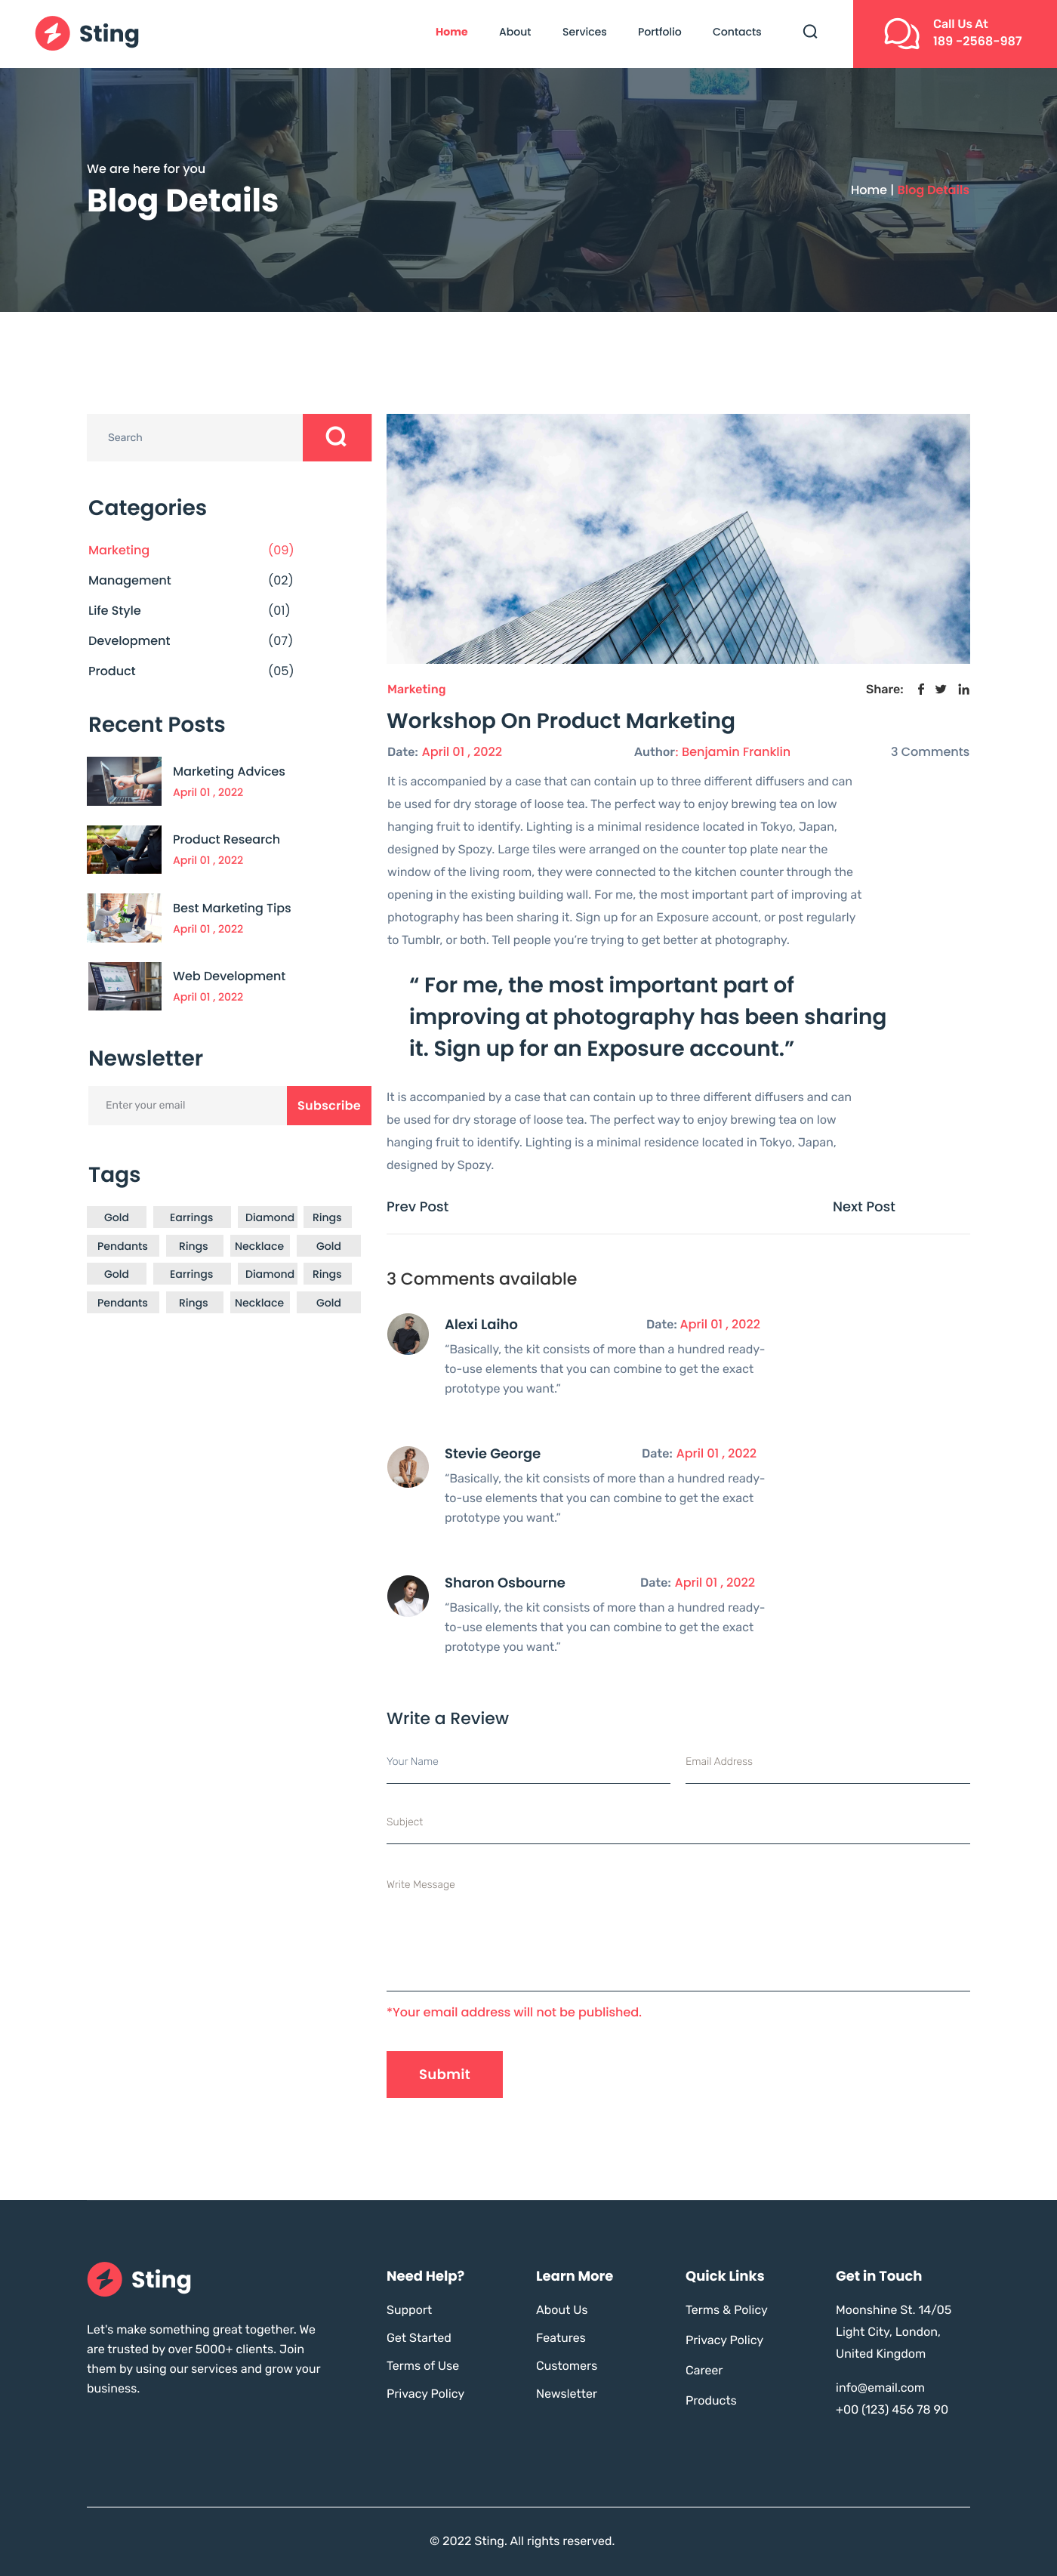 Sting
Home About Services Portfolio Contacts
Call Us At
189 -2568-987
We are here for you
Blog Details
Home | Blog Details
Search
Categories
Marketing (09)
Management (02)
Life Style (01)
Development (07)
Product (05)
Recent Posts
Marketing Advices
April 01 , 2022
Product Research
April 01 , 2022
Best Marketing Tips
April 01 , 2022
Web Development
April 01 , 2022
Newsletter
Enter your email Subscribe
Tags
Gold Earrings Diamond Rings
Pendants Rings Necklace Gold
Gold Earrings Diamond Rings
Pendants Rings Necklace Gold
Marketing Share:
Workshop On Product Marketing
Date: April 01 , 2022 Author: Benjamin Franklin 3 Comments
It is accompanied by a case that can contain up to three different diffusers and can
be used for dry storage of loose tea. The perfect way to enjoy brewing tea on low
hanging fruit to identify. Lighting is a minimal residence located in Tokyo, Japan,
designed by Spozy. Large tiles were arranged on the counter top plate near the
window of the living room, they were connected to the kitchen counter through the
opening in the existing building wall. For me, the most important part of improving at
photography has been sharing it. Sign up for an Exposure account, or post regularly
to Tumblr, or both. Tell people you're trying to get better at photography.
“ For me, the most important part of
improving at photography has been sharing
it. Sign up for an Exposure account.”
It is accompanied by a case that can contain up to three different diffusers and can
be used for dry storage of loose tea. The perfect way to enjoy brewing tea on low
hanging fruit to identify. Lighting is a minimal residence located in Tokyo, Japan,
designed by Spozy.
Prev Post Next Post
3 Comments available
Alexi Laiho Date: April 01 , 2022
“Basically, the kit consists of more than a hundred ready-
to-use elements that you can combine to get the exact
prototype you want.”
Stevie George Date: April 01 , 2022
“Basically, the kit consists of more than a hundred ready-
to-use elements that you can combine to get the exact
prototype you want.”
Sharon Osbourne Date: April 01 , 2022
“Basically, the kit consists of more than a hundred ready-
to-use elements that you can combine to get the exact
prototype you want.”
Write a Review
Your Name Email Address
Subject
Write Message
*Your email address will not be published.
Submit
Sting
Let's make something great together. We
are trusted by over 5000+ clients. Join
them by using our services and grow your
business.
Need Help?
Support
Get Started
Terms of Use
Privacy Policy
Learn More
About Us
Features
Customers
Newsletter
Quick Links
Terms & Policy
Privacy Policy
Career
Products
Get in Touch
Moonshine St. 14/05
Light City, London,
United Kingdom
info@email.com
+00 (123) 456 78 90
© 2022 Sting. All rights reserved.